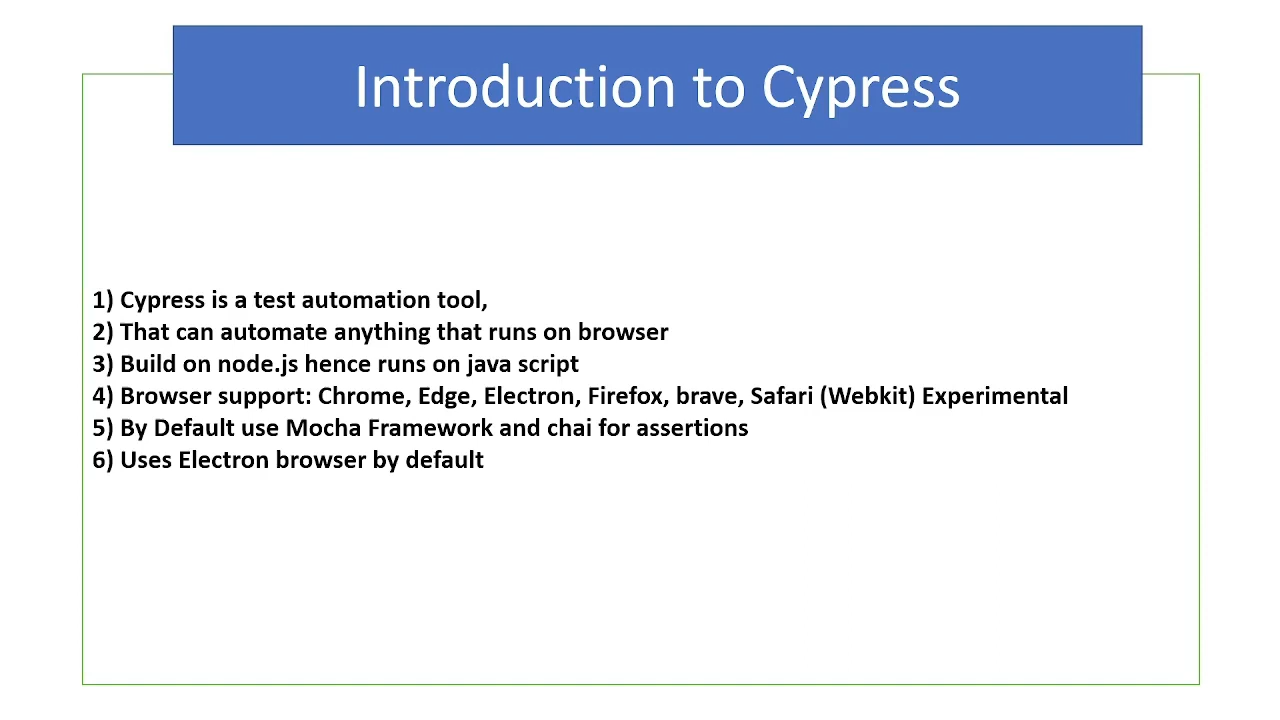 Introduction to Cypress
1) Cypress is a test automation tool,
2) That can automate anything that runs on browser
3) Build on node.js hence runs on java script
4) Browser support: Chrome, Edge, Electron, Firefox, brave, Safari (Webkit) Experimental
5) By Default use Mocha Framework and chai for assertions
6) Uses Electron browser by default